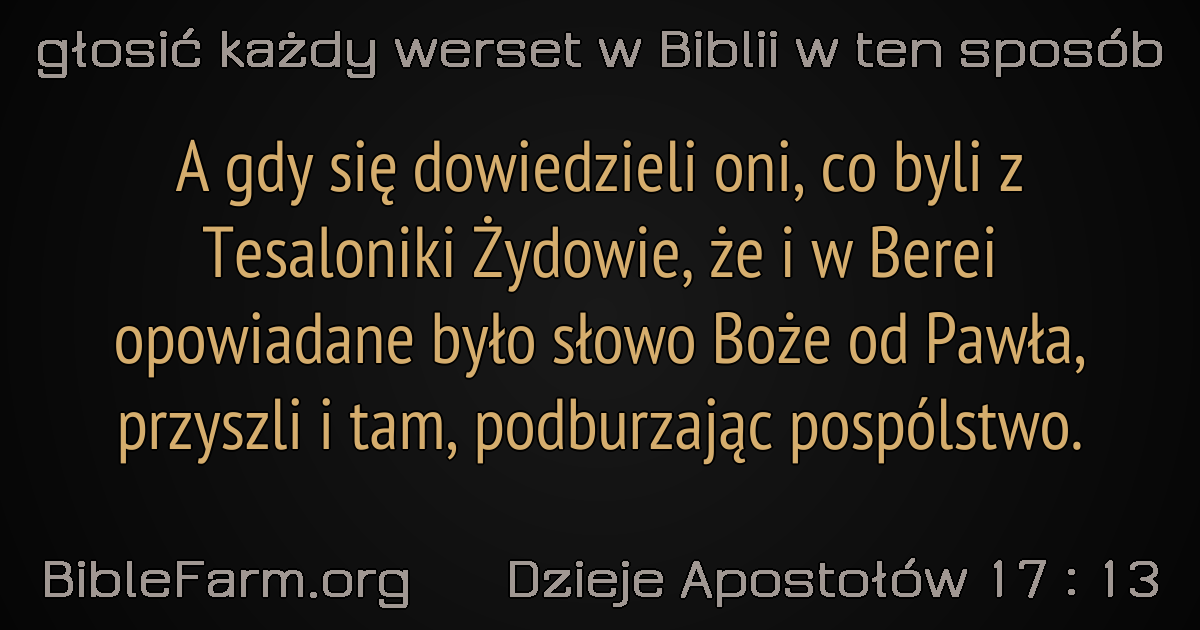 głosić każdy werset w Biblii w ten sposób
A gdy się dowiedzieli oni, co byli z
Tesaloniki Żydowie, że i w Berei
opowiadane było słowo Boże od Pawła,
przyszli i tam, podburzając pospólstwo.
BibleFarm.org Dzieje Apostołów 17 : 13